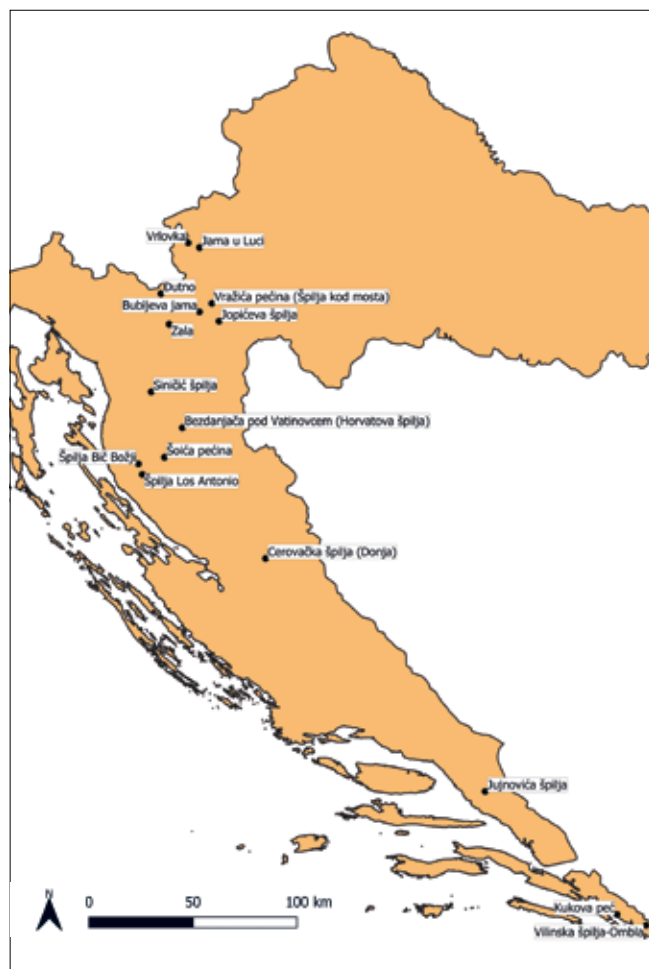 Vrlovka
Jama u Luci
Dutno
Vražića pećina (Špilja kod mosta)
Bubijeva jama
Jopićeva špilja
Zala
Siničić špilja
Bezdanjača pod Vatinovcem (Horvatova špilja)
Šoića pećina
Špilja Bič Božji
Špilja Los Antonio
Cerovačka špilja (Donja)
Jujnovića špilja
N
0 50 100 km
Kukova peć
Vilinska špilja-Ombla